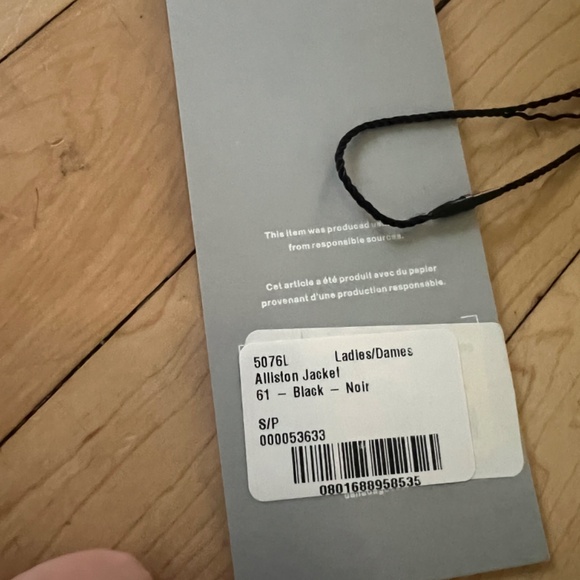 This item was produced
from responsible sources.
Cet article a été produit avec du papier
provenant d'une production responsable.
5076L Ladies/Dames
Alliston Jacket
61 – Black – Noir
S/P
000053633
0801688958535